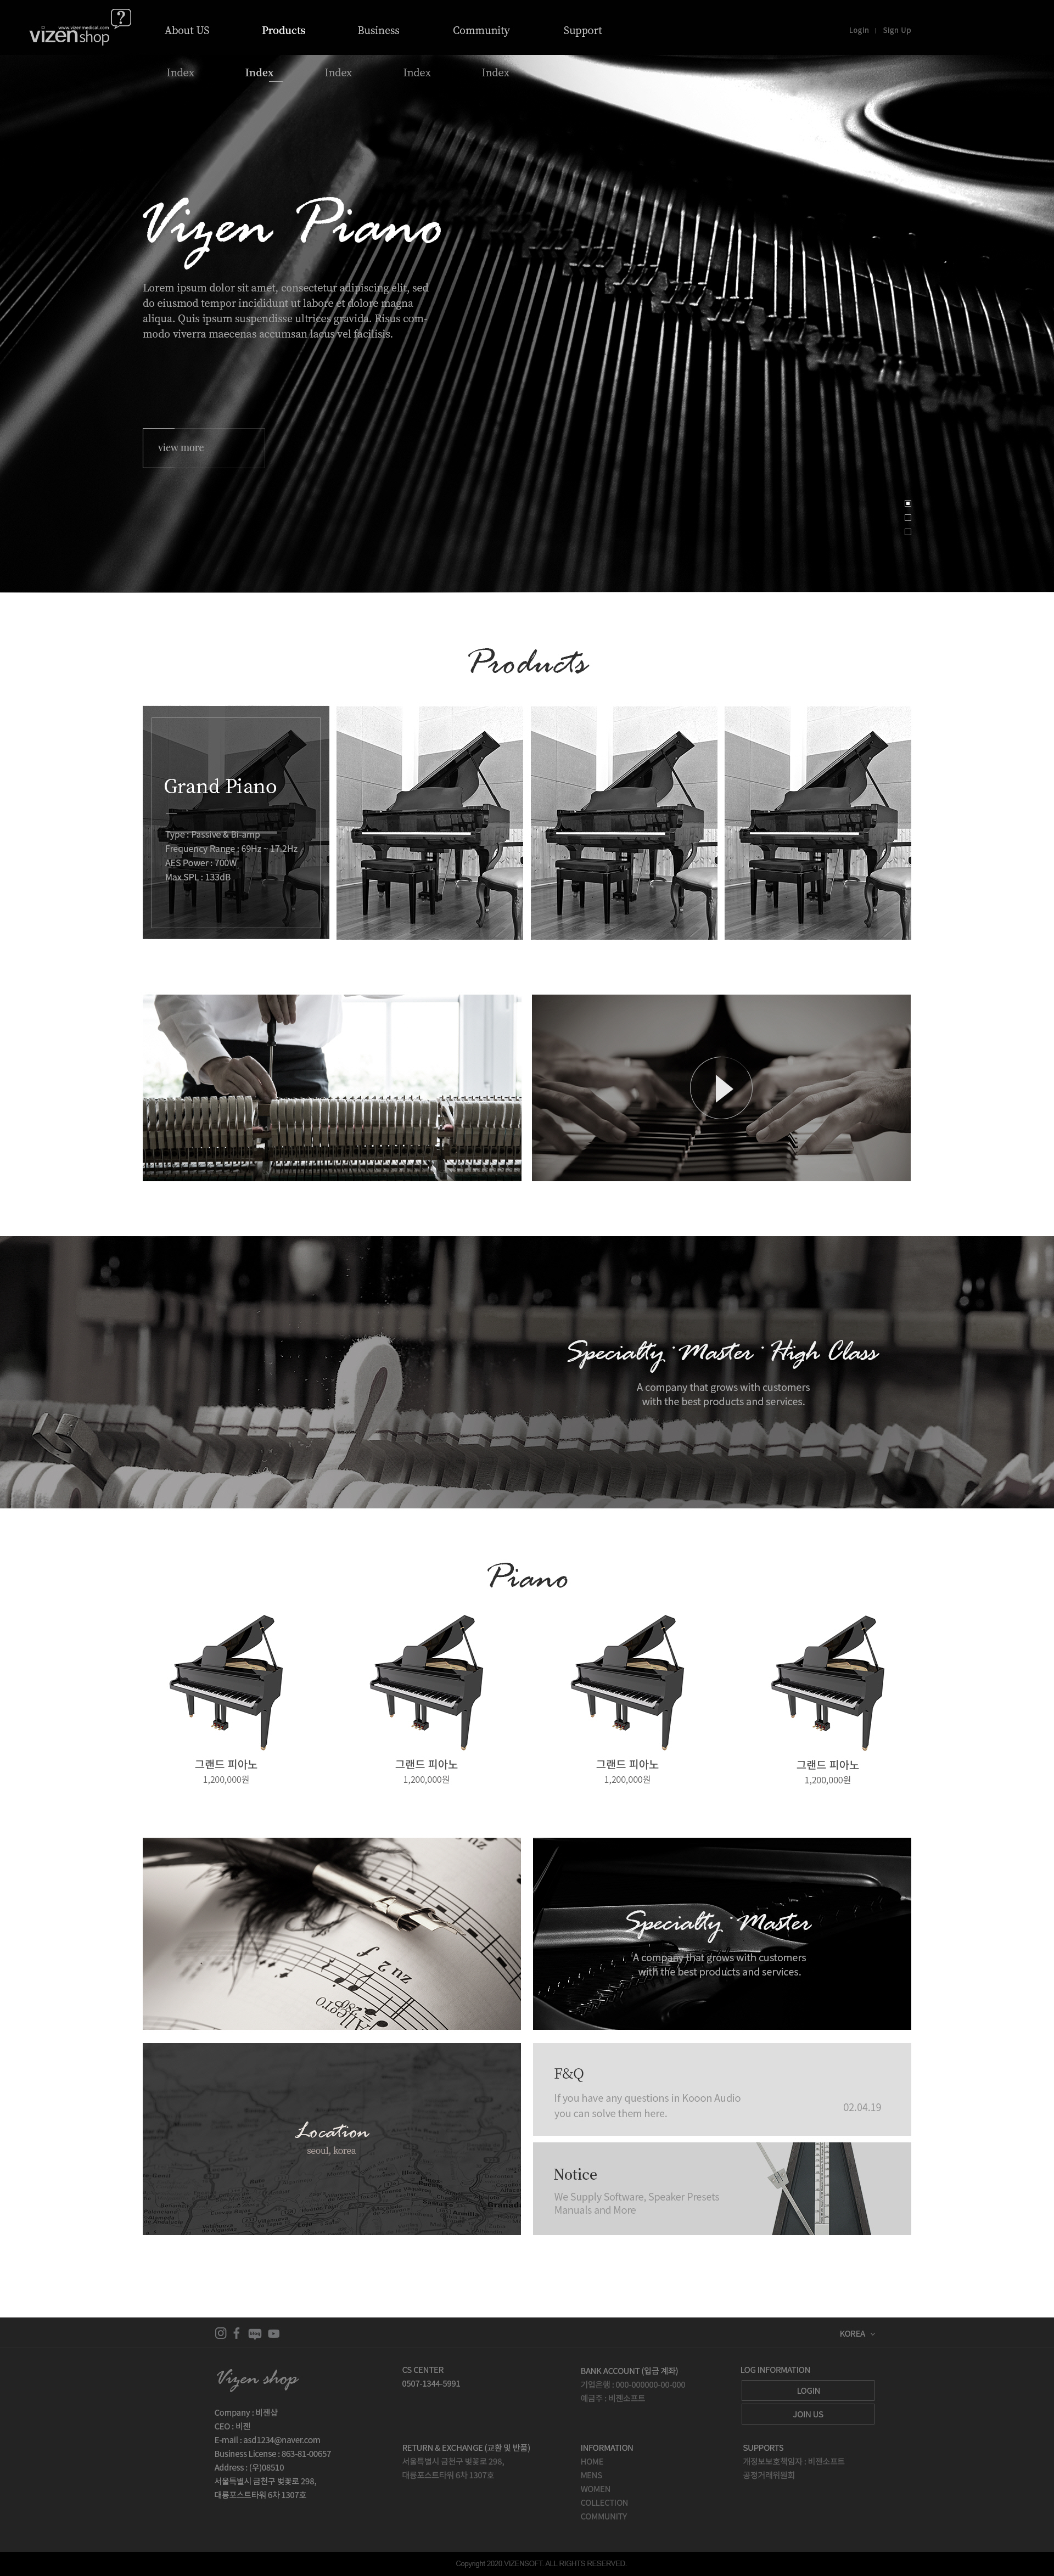 www.vizenmedical.com
vizenshop
?
About US
Products
Business
Community
Support
Login | Sign Up
Index
Index
Index
Index
Index
Vizen Piano
Lorem ipsum dolor sit amet, consectetur adipiscing elit, sed
do eiusmod tempor incididunt ut labore et dolore magna
aliqua. Quis ipsum suspendisse ultrices gravida. Risus com-
modo viverra maecenas accumsan lacus vel facilisis.
view more
Products
Grand Piano
Type : Passive & Bi-amp
Frequency Range : 69Hz ~ 17.2Hz
AES Power : 700W
Max SPL : 133dB
Specialty · Master · High Class
A company that grows with customers
with the best products and services.
Piano
그랜드 피아노
1,200,000원
그랜드 피아노
1,200,000원
그랜드 피아노
1,200,000원
그랜드 피아노
1,200,000원
f
zu 2
Allegro
Specialty · Master
A company that grows with customers
with the best products and services.
Location
seoul, korea
F&Q
If you have any questions in Kooon Audio
you can solve them here.
02.04.19
Notice
We Supply Software, Speaker Presets
Manuals and More
blog
KOREA
Vizen shop
Company : 비젠샵
CEO : 비젠
E-mail : asd1234@naver.com
Business License : 863-81-00657
Address : (우)08510
서울특별시 금천구 벚꽃로 298,
대륭포스트타워 6차 1307호
CS CENTER
0507-1344-5991
RETURN & EXCHANGE (교환 및 반품)
서울특별시 금천구 벚꽃로 298,
대륭포스트타워 6차 1307호
BANK ACCOUNT (입금 계좌)
기업은행 : 000-000000-00-000
예금주 : 비젠소프트
INFORMATION
HOME
MENS
WOMEN
COLLECTION
COMMUNITY
LOG INFORMATION
LOGIN
JOIN US
SUPPORTS
개정보보호책임자 : 비젠소프트
공정거래위원회
Copyright 2020.VIZENSOFT. ALL RIGHTS RESERVED.